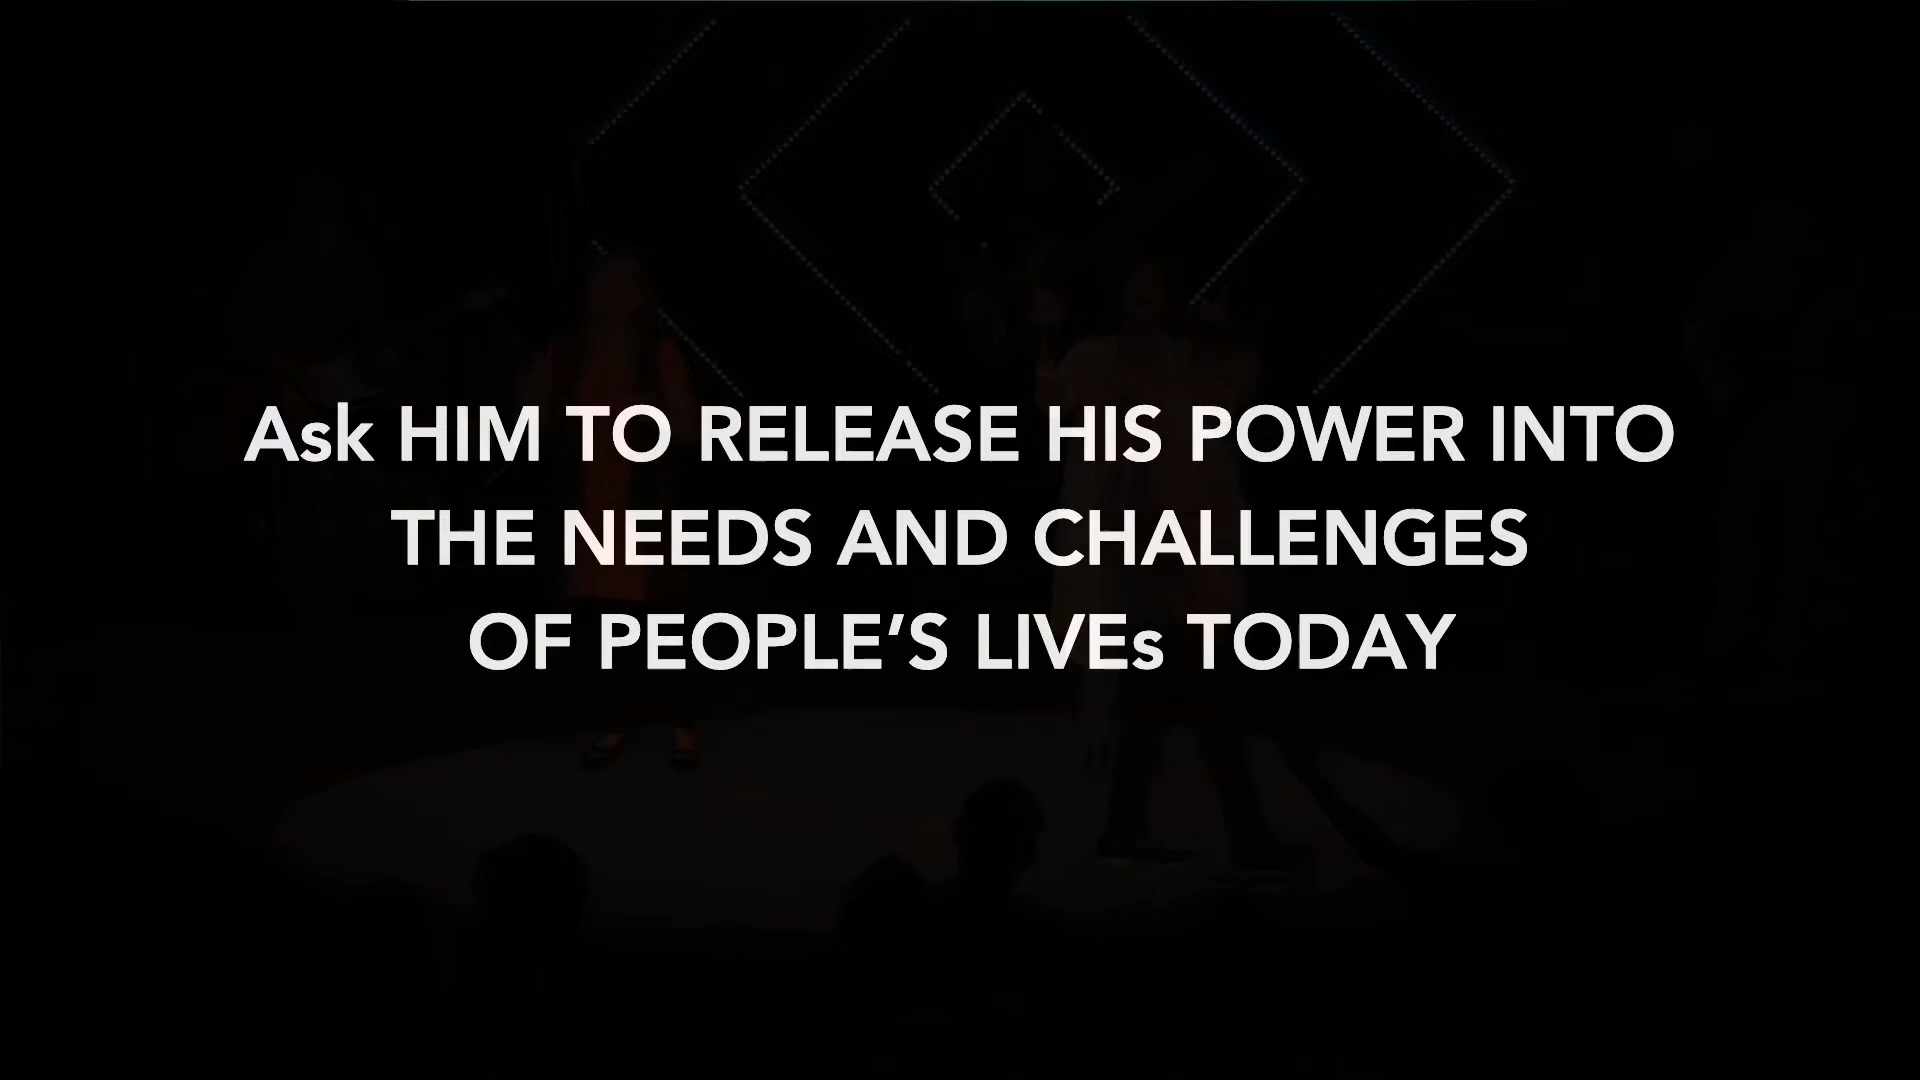 Ask HIM TO RELEASE HIS POWER INTO
THE NEEDS AND CHALLENGES
OF PEOPLE’S LIVEs TODAY